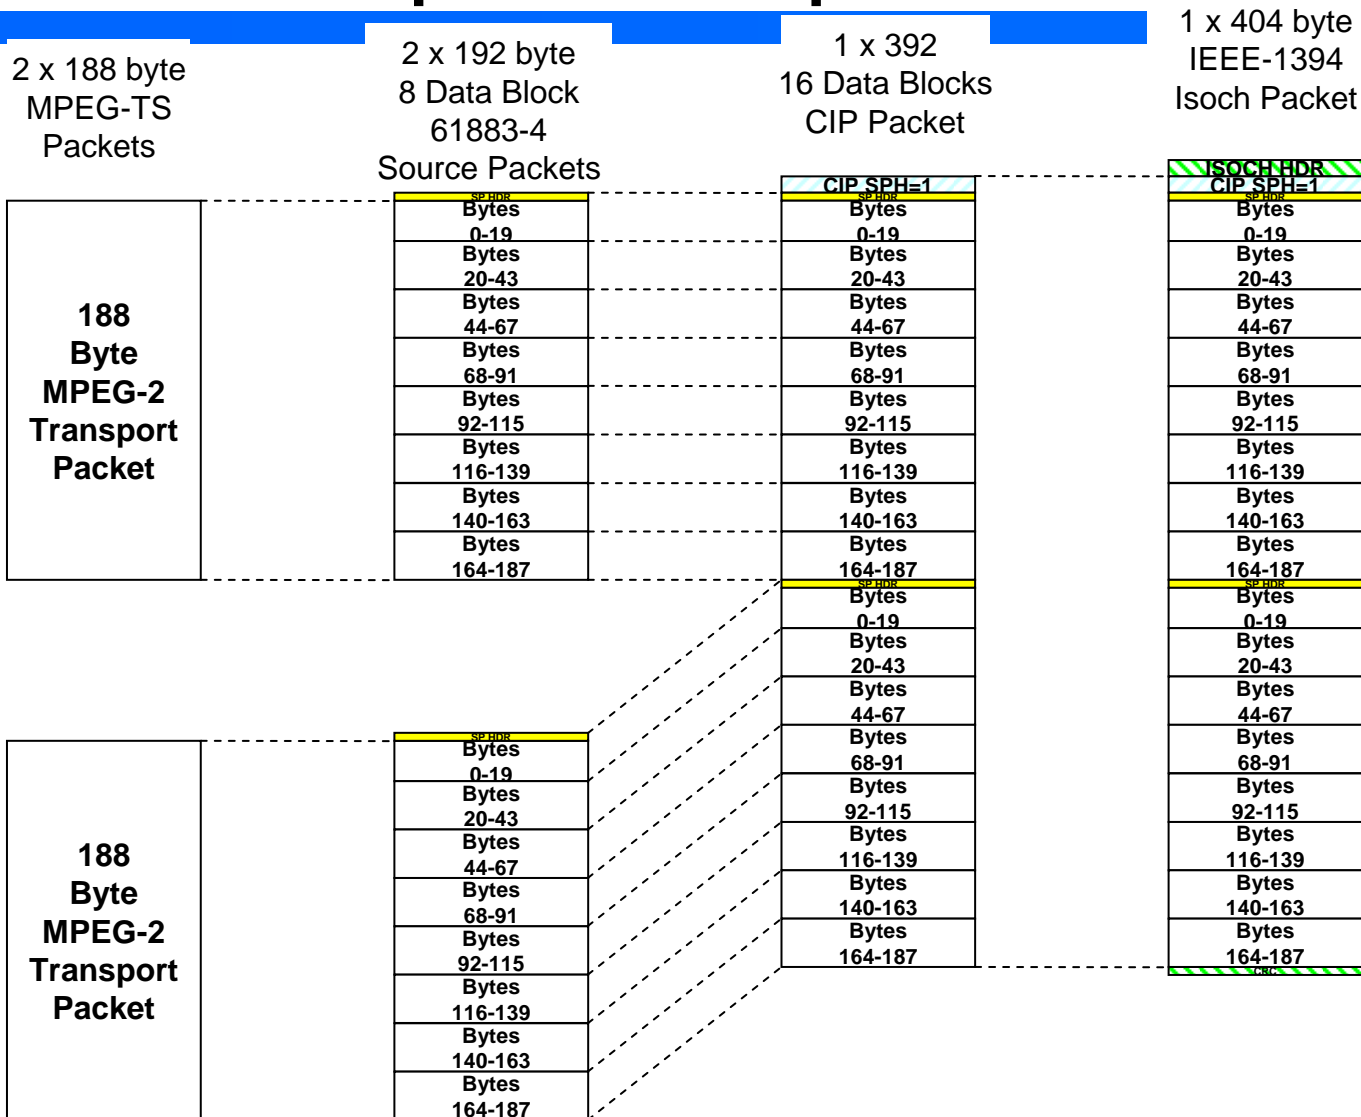 2 x 188 byte
MPEG-TS
Packets
2 x 192 byte
8 Data Block
61883-4
Source Packets
1 x 392
16 Data Blocks
CIP Packet
1 x 404 byte
IEEE-1394
Isoch Packet
188
Byte
MPEG-2
Transport
Packet
188
Byte
MPEG-2
Transport
Packet
SP HDR
Bytes
0-19
Bytes
20-43
Bytes
44-67
Bytes
68-91
Bytes
92-115
Bytes
116-139
Bytes
140-163
Bytes
164-187
SP HDR
Bytes
0-19
Bytes
20-43
Bytes
44-67
Bytes
68-91
Bytes
92-115
Bytes
116-139
Bytes
140-163
Bytes
164-187
CIP SPH=1
SP HDR
Bytes
0-19
Bytes
20-43
Bytes
44-67
Bytes
68-91
Bytes
92-115
Bytes
116-139
Bytes
140-163
Bytes
164-187
SP HDR
Bytes
0-19
Bytes
20-43
Bytes
44-67
Bytes
68-91
Bytes
92-115
Bytes
116-139
Bytes
140-163
Bytes
164-187
ISOCH HDR
CIP SPH=1
SP HDR
Bytes
0-19
Bytes
20-43
Bytes
44-67
Bytes
68-91
Bytes
92-115
Bytes
116-139
Bytes
140-163
Bytes
164-187
SP HDR
Bytes
0-19
Bytes
20-43
Bytes
44-67
Bytes
68-91
Bytes
92-115
Bytes
116-139
Bytes
140-163
Bytes
164-187
CRC